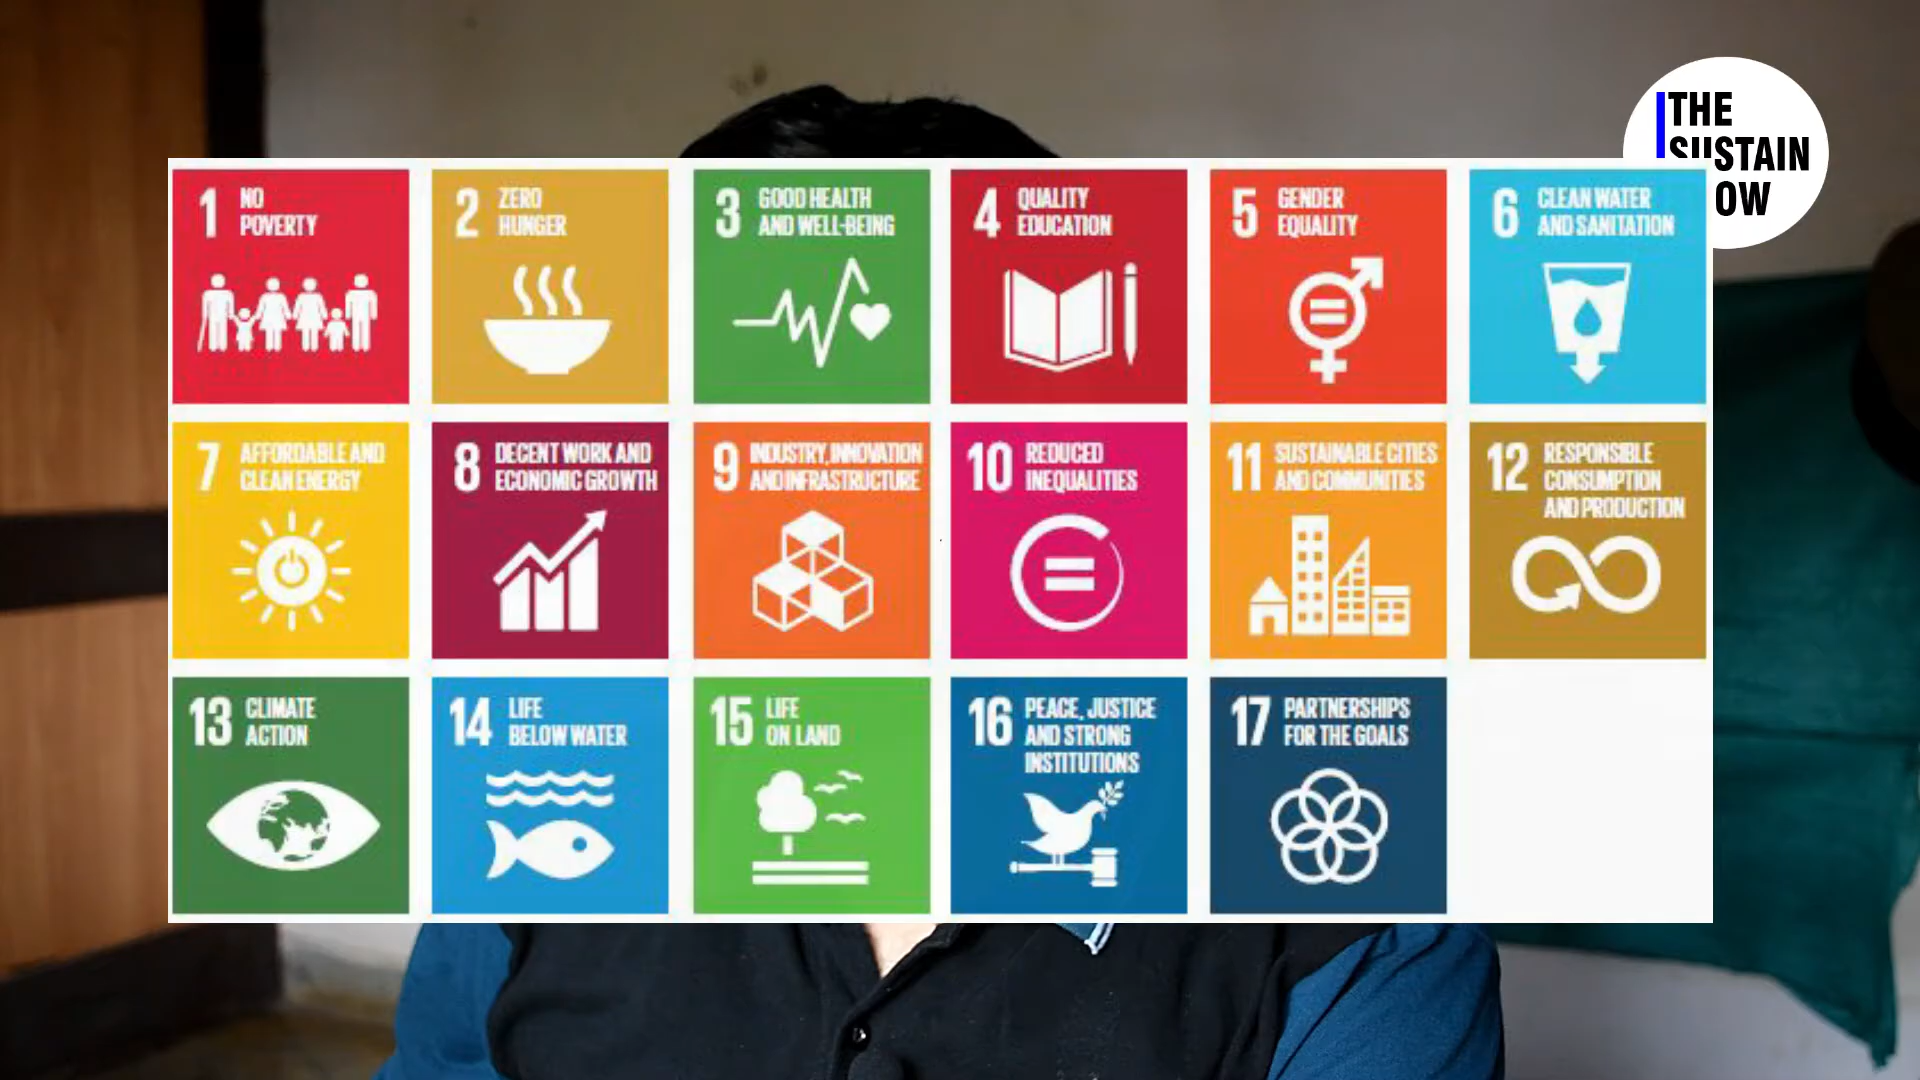 THE
SUSTAIN
OW
1 NO
POVERTY
2 ZERO
HUNGER
3 GOOD HEALTH
AND WELL-BEING
4 QUALITY
EDUCATION
5 GENDER
EQUALITY
6 CLEAN WATER
AND SANITATION
7 AFFORDABLE AND
CLEAN ENERGY
8 DECENT WORK AND
ECONOMIC GROWTH
9 INDUSTRY, INNOVATION
AND INFRASTRUCTURE
10 REDUCED
INEQUALITIES
11 SUSTAINABLE CITIES
AND COMMUNITIES
12 RESPONSIBLE
CONSUMPTION
AND PRODUCTION
13 CLIMATE
ACTION
14 LIFE
BELOW WATER
15 LIFE
ON LAND
16 PEACE, JUSTICE
AND STRONG
INSTITUTIONS
17 PARTNERSHIPS
FOR THE GOALS